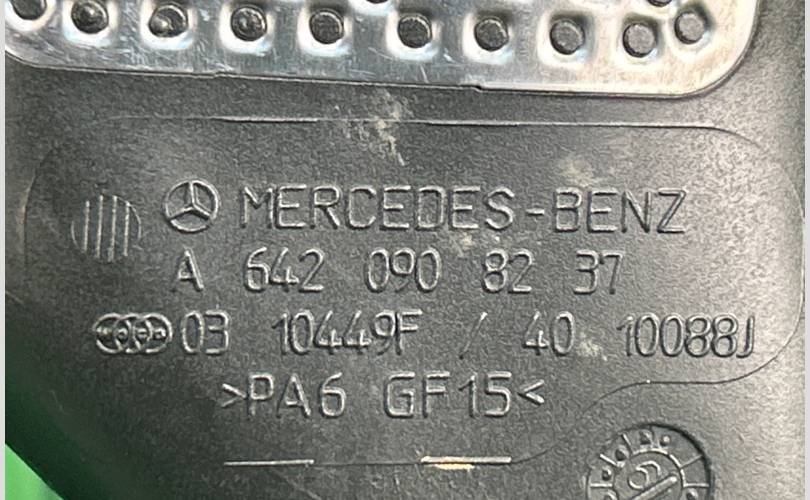 MERCEDES-BENZ
A 642 090 82 37
03 10449F / 40 10088J
>PA6 GF15<